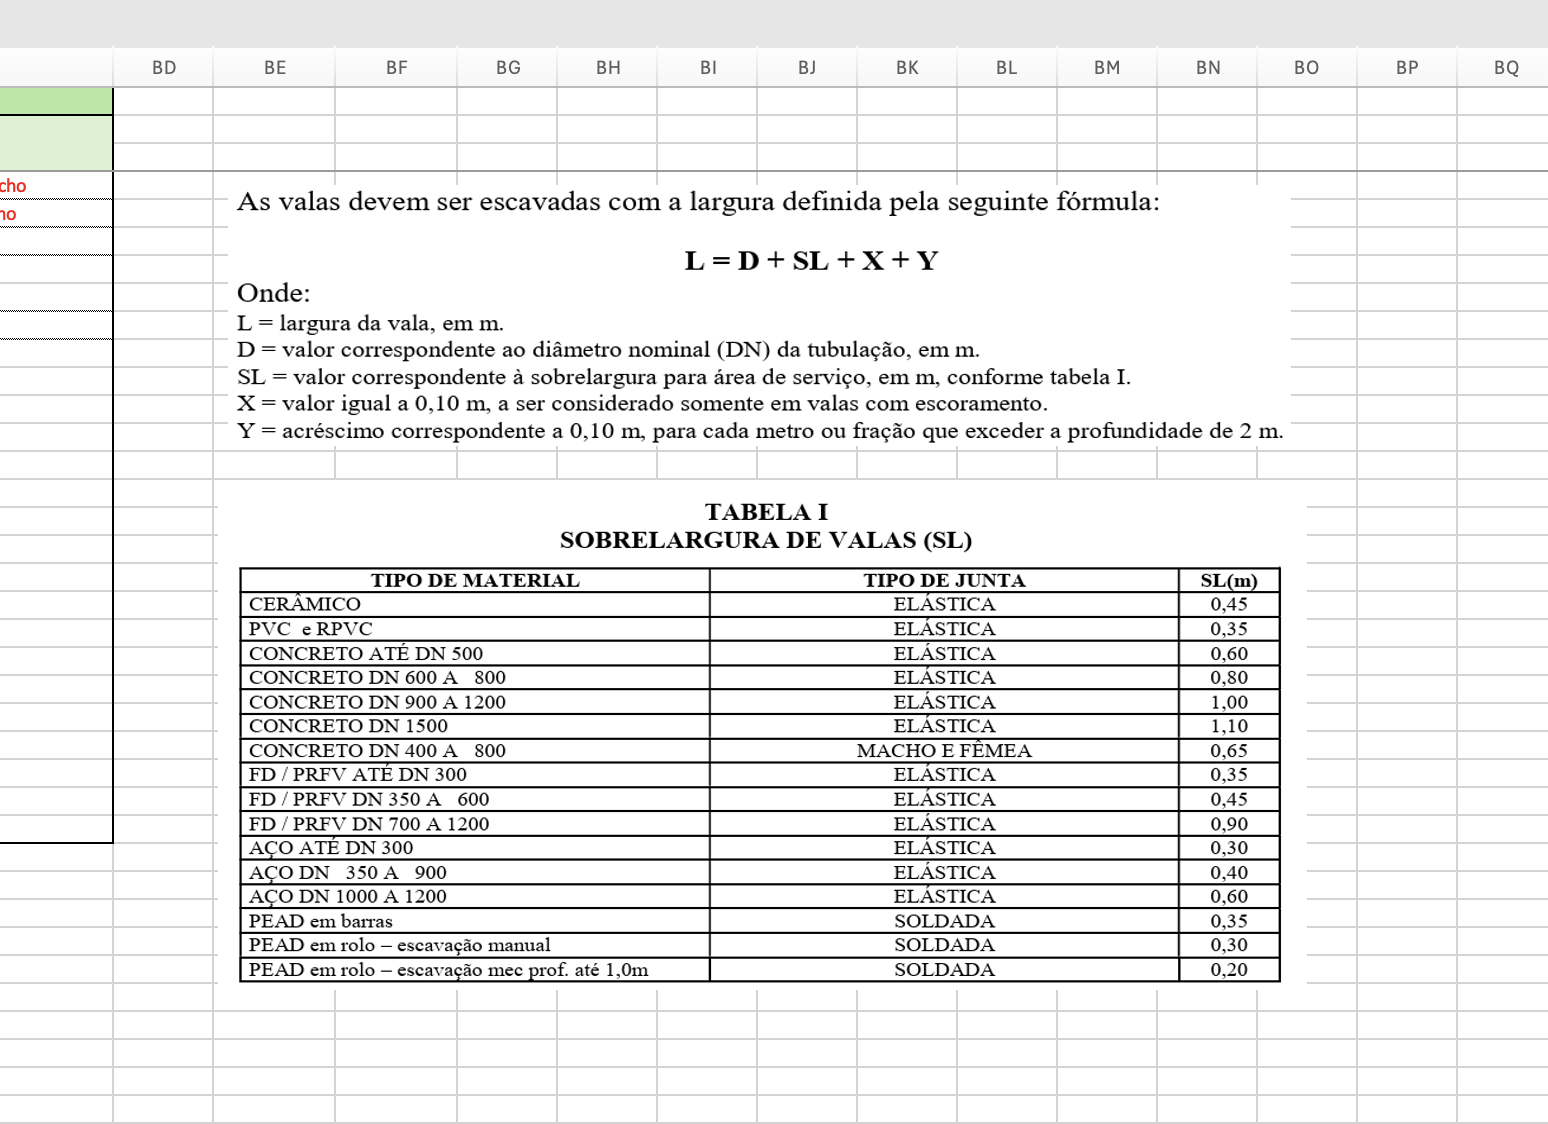 BD BE BF BG BH BI BJ BK BL BM BN BO BP BQ
cho
no
As valas devem ser escavadas com a largura definida pela seguinte fórmula:
L = D + SL + X + Y
Onde:
L = largura da vala, em m.
D = valor correspondente ao diâmetro nominal (DN) da tubulação, em m.
SL = valor correspondente à sobrelargura para área de serviço, em m, conforme tabela I.
X = valor igual a 0,10 m, a ser considerado somente em valas com escoramento.
Y = acréscimo correspondente a 0,10 m, para cada metro ou fração que exceder a profundidade de 2 m.
TABELA I
SOBRELARGURA DE VALAS (SL)
TIPO DE MATERIAL TIPO DE JUNTA SL(m)
CERÂMICO ELÁSTICA 0,45
PVC e RPVC ELÁSTICA 0,35
CONCRETO ATÉ DN 500 ELÁSTICA 0,60
CONCRETO DN 600 A 800 ELÁSTICA 0,80
CONCRETO DN 900 A 1200 ELÁSTICA 1,00
CONCRETO DN 1500 ELÁSTICA 1,10
CONCRETO DN 400 A 800 MACHO E FÊMEA 0,65
FD / PRFV ATÉ DN 300 ELÁSTICA 0,35
FD / PRFV DN 350 A 600 ELÁSTICA 0,45
FD / PRFV DN 700 A 1200 ELÁSTICA 0,90
AÇO ATÉ DN 300 ELÁSTICA 0,30
AÇO DN 350 A 900 ELÁSTICA 0,40
AÇO DN 1000 A 1200 ELÁSTICA 0,60
PEAD em barras SOLDADA 0,35
PEAD em rolo – escavação manual SOLDADA 0,30
PEAD em rolo – escavação mec prof. até 1,0m SOLDADA 0,20